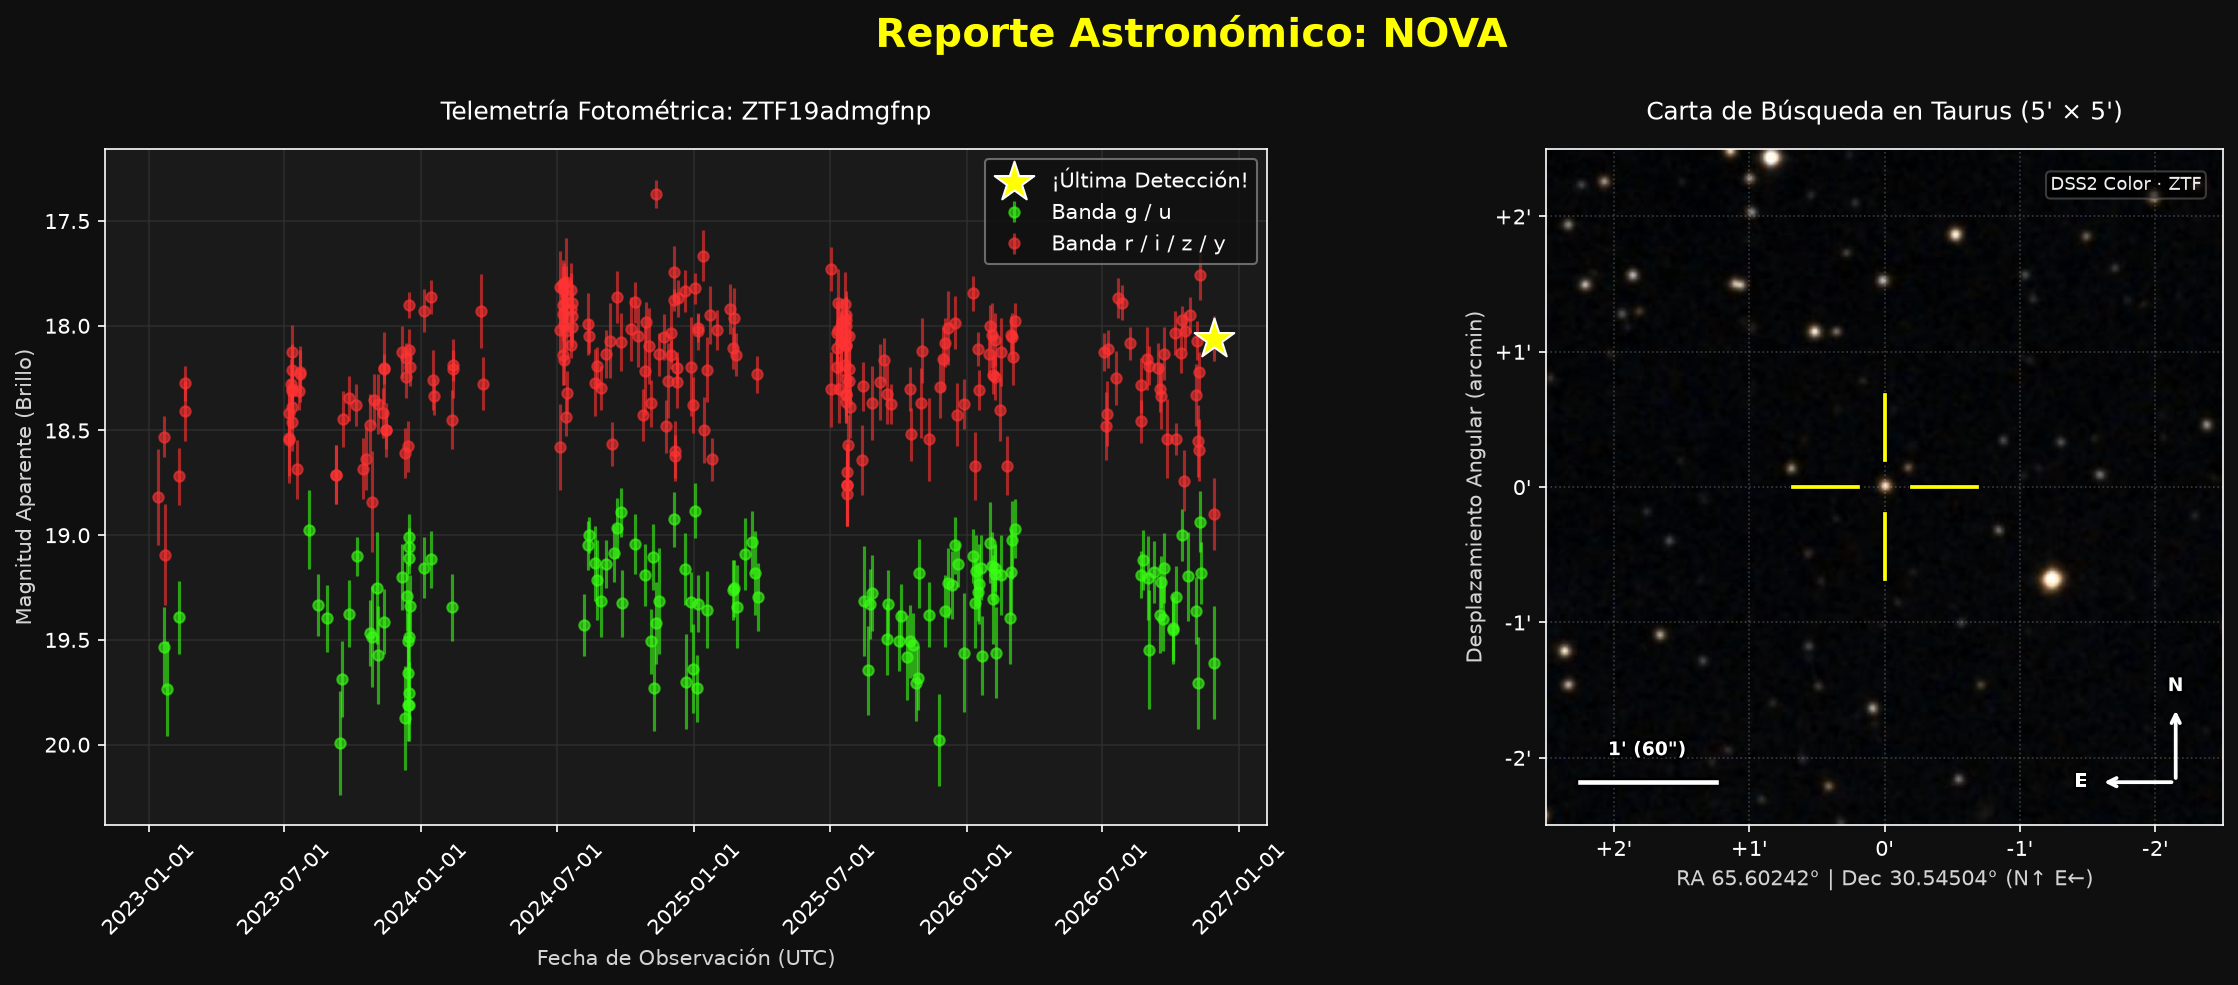 Reporte Astronómico: NOVA
Telemetría Fotométrica: ZTF19admgfnp
Magnitud Aparente (Brillo)
17.5
18.0
18.5
19.0
19.5
20.0
¡Última Detección!
Banda g / u
Banda r / i / z / y
2023-01-01
2023-07-01
2024-01-01
2024-07-01
2025-01-01
2025-07-01
2026-01-01
2026-07-01
2027-01-01
Fecha de Observación (UTC)
Carta de Búsqueda en Taurus (5' × 5')
Desplazamiento Angular (arcmin)
+2'
+1'
0'
-1'
-2'
DSS2 Color · ZTF
N
E
1' (60")
+2'
+1'
0'
-1'
-2'
RA 65.60242° | Dec 30.54504° (N↑ E←)